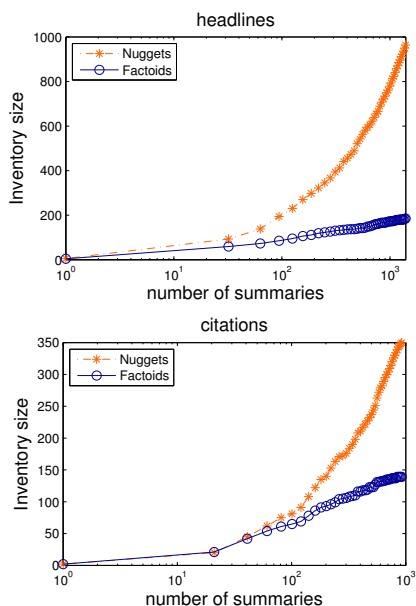 headlines
1000
800
600
400
200
0
Inventory size
Nuggets
Factoids
10^0
10^1
10^2
10^3
number of summaries
citations
350
300
250
200
150
100
50
0
Inventory size
Nuggets
Factoids
10^0
10^1
10^2
10^3
number of summaries